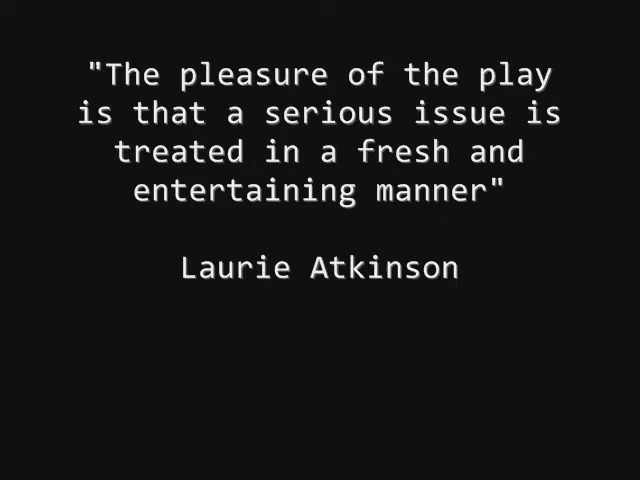 "The pleasure of the play
is that a serious issue is
treated in a fresh and
entertaining manner"
Laurie Atkinson